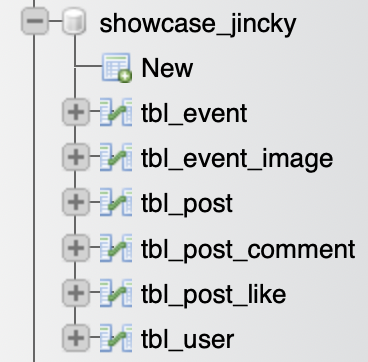 showcase_jincky
New
tbl_event
tbl_event_image
tbl_post
tbl_post_comment
tbl_post_like
tbl_user